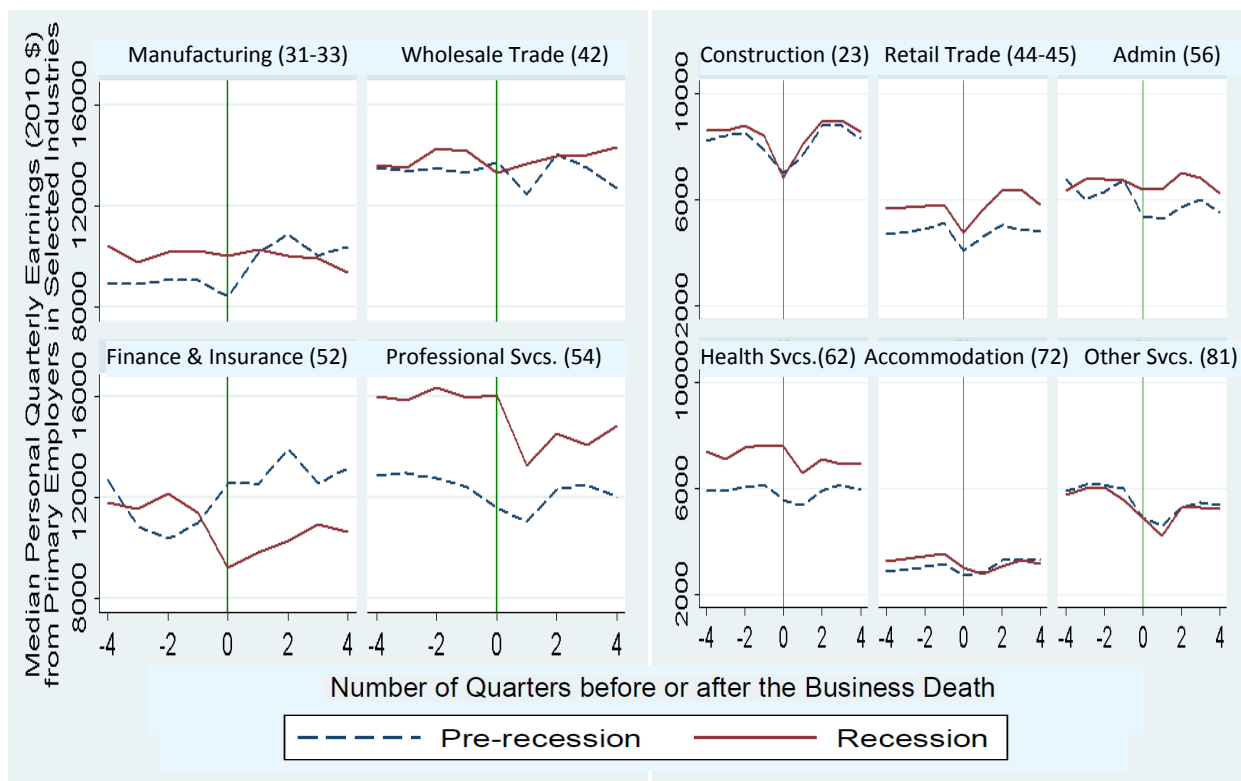 Median Personal Quarterly Earnings (2010 $)
from Primary Employers in Selected Industries
Manufacturing (31-33)
Wholesale Trade (42)
16000
12000
8000
Finance & Insurance (52)
Professional Svcs. (54)
16000
12000
8000
-4 -2 0 2 4
-4 -2 0 2 4
Construction (23)
Retail Trade (44-45)
Admin (56)
10000
6000
2000
Health Svcs.(62)
Accommodation (72)
Other Svcs. (81)
10000
6000
2000
-4 -2 0 2 4
-4 -2 0 2 4
-4 -2 0 2 4
Number of Quarters before or after the Business Death
Pre-recession
Recession